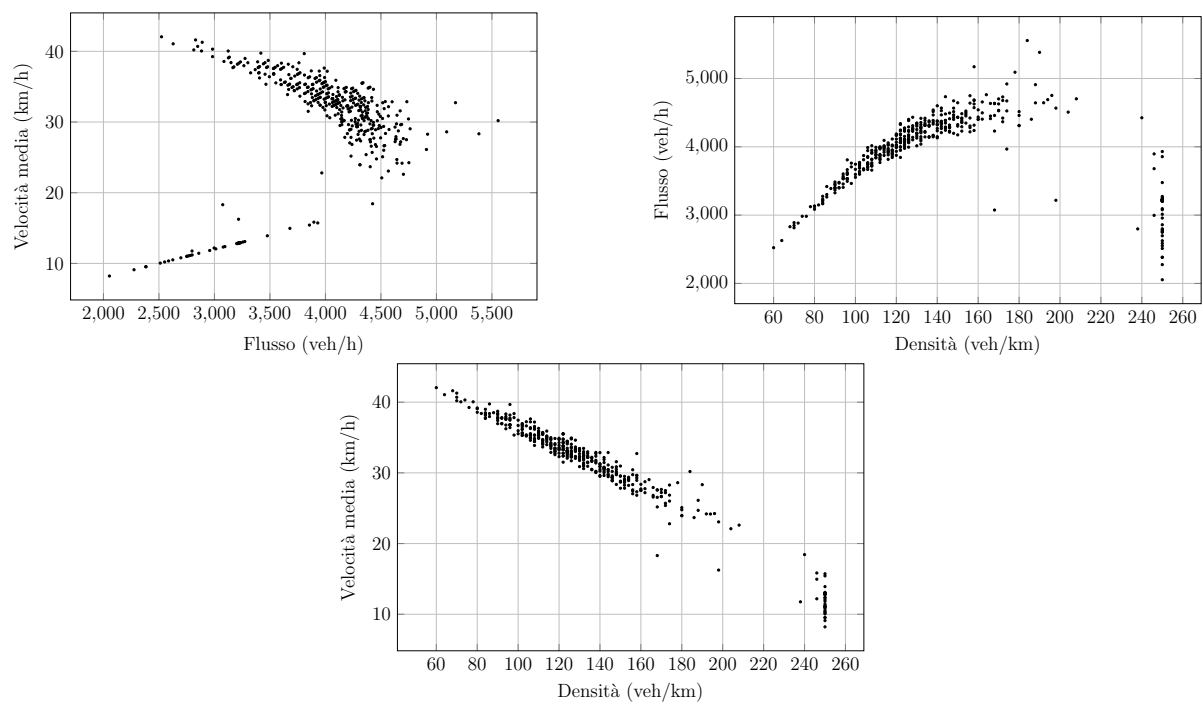 40
30
20
10
2,000 2,500 3,000 3,500 4,000 4,500 5,000 5,500
Flusso (veh/h)
Velocità media (km/h)
5,000
4,000
3,000
2,000
60 80 100 120 140 160 180 200 220 240 260
Densità (veh/km)
Flusso (veh/h)
40
30
20
10
60 80 100 120 140 160 180 200 220 240 260
Densità (veh/km)
Velocità media (km/h)